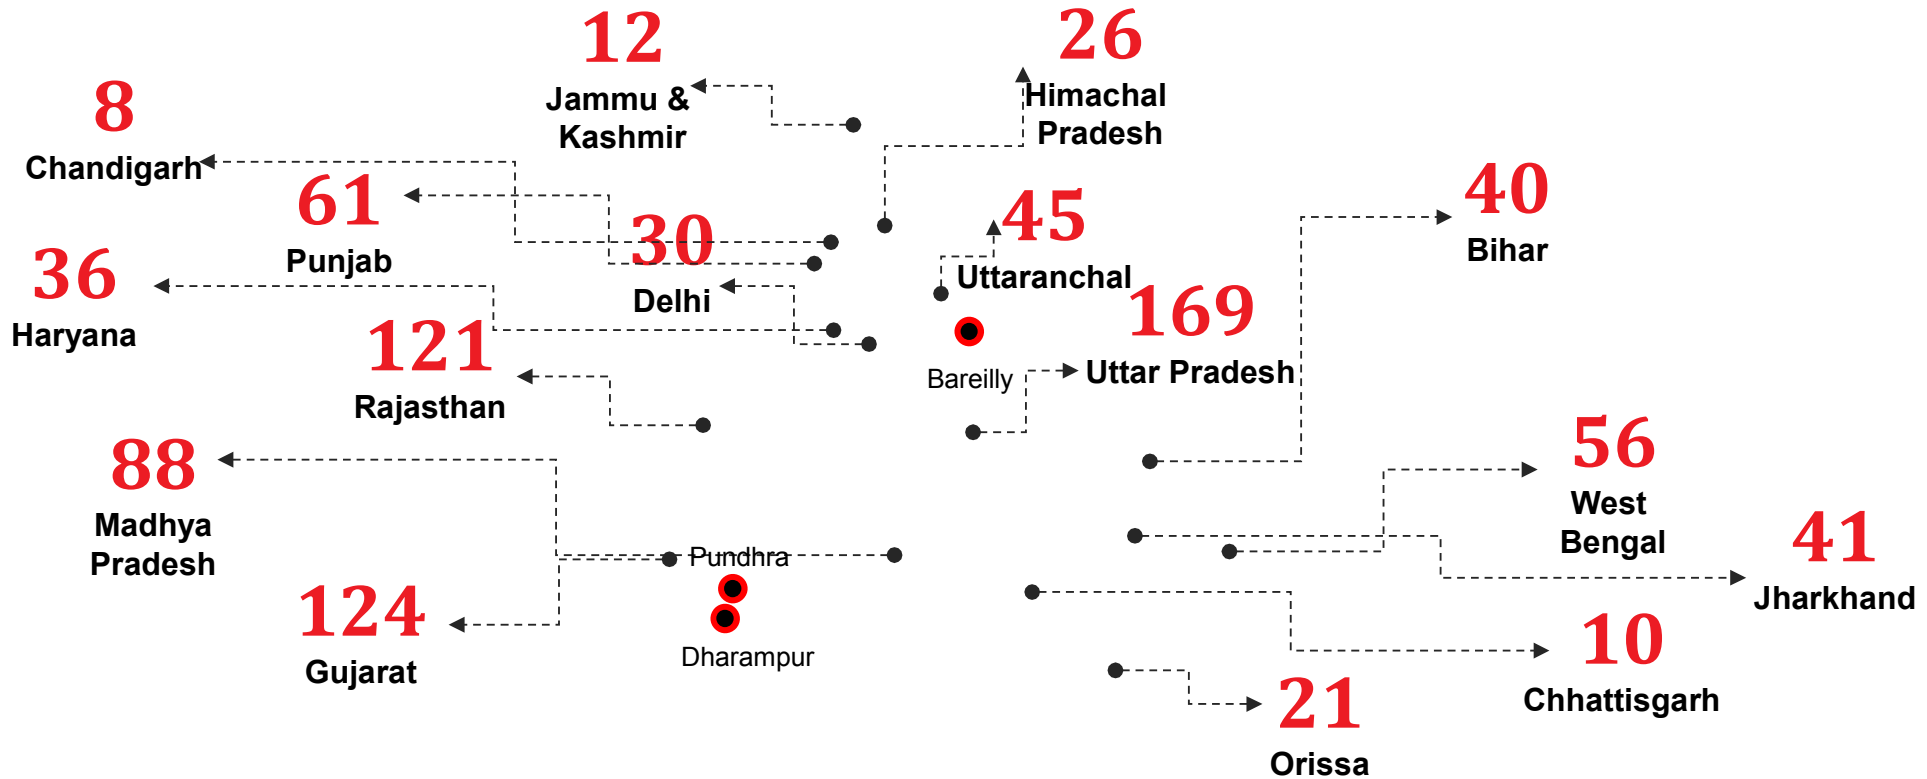 12
Jammu &
Kashmir
26
Himachal
Pradesh
8
Chandigarh
61
Punjab
30
Delhi
45
Uttaranchal
40
Bihar
36
Haryana
121
Rajasthan
169
Uttar Pradesh
Bareilly
88
Madhya
Pradesh
56
West
Bengal
41
Jharkhand
Pundhra
Dharampur
124
Gujarat
10
Chhattisgarh
21
Orissa